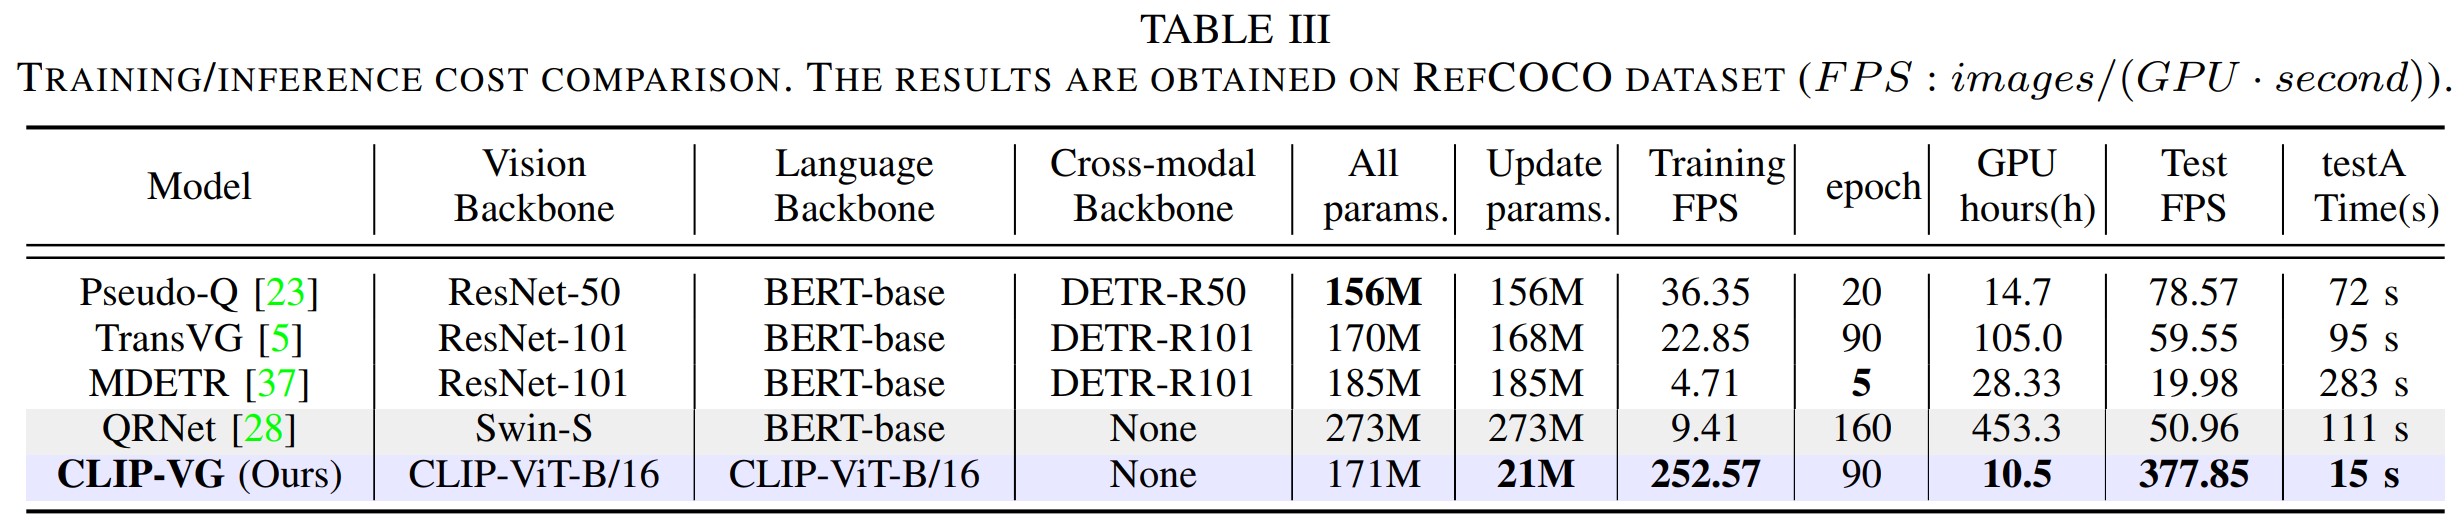 TABLE III
TRAINING/INFERENCE COST COMPARISON. THE RESULTS ARE OBTAINED ON REFCOCO DATASET (FPS : images/(GPU · second)).
Model | Vision Backbone | Language Backbone | Cross-modal Backbone | All params. | Update params. | Training FPS | epoch | GPU hours(h) | Test FPS | testA Time(s)
Pseudo-Q [23] | ResNet-50 | BERT-base | DETR-R50 | 156M | 156M | 36.35 | 20 | 14.7 | 78.57 | 72 s
TransVG [5] | ResNet-101 | BERT-base | DETR-R101 | 170M | 168M | 22.85 | 90 | 105.0 | 59.55 | 95 s
MDETR [37] | ResNet-101 | BERT-base | DETR-R101 | 185M | 185M | 4.71 | 5 | 28.33 | 19.98 | 283 s
QRNet [28] | Swin-S | BERT-base | None | 273M | 273M | 9.41 | 160 | 453.3 | 50.96 | 111 s
CLIP-VG (Ours) | CLIP-ViT-B/16 | CLIP-ViT-B/16 | None | 171M | 21M | 252.57 | 90 | 10.5 | 377.85 | 15 s